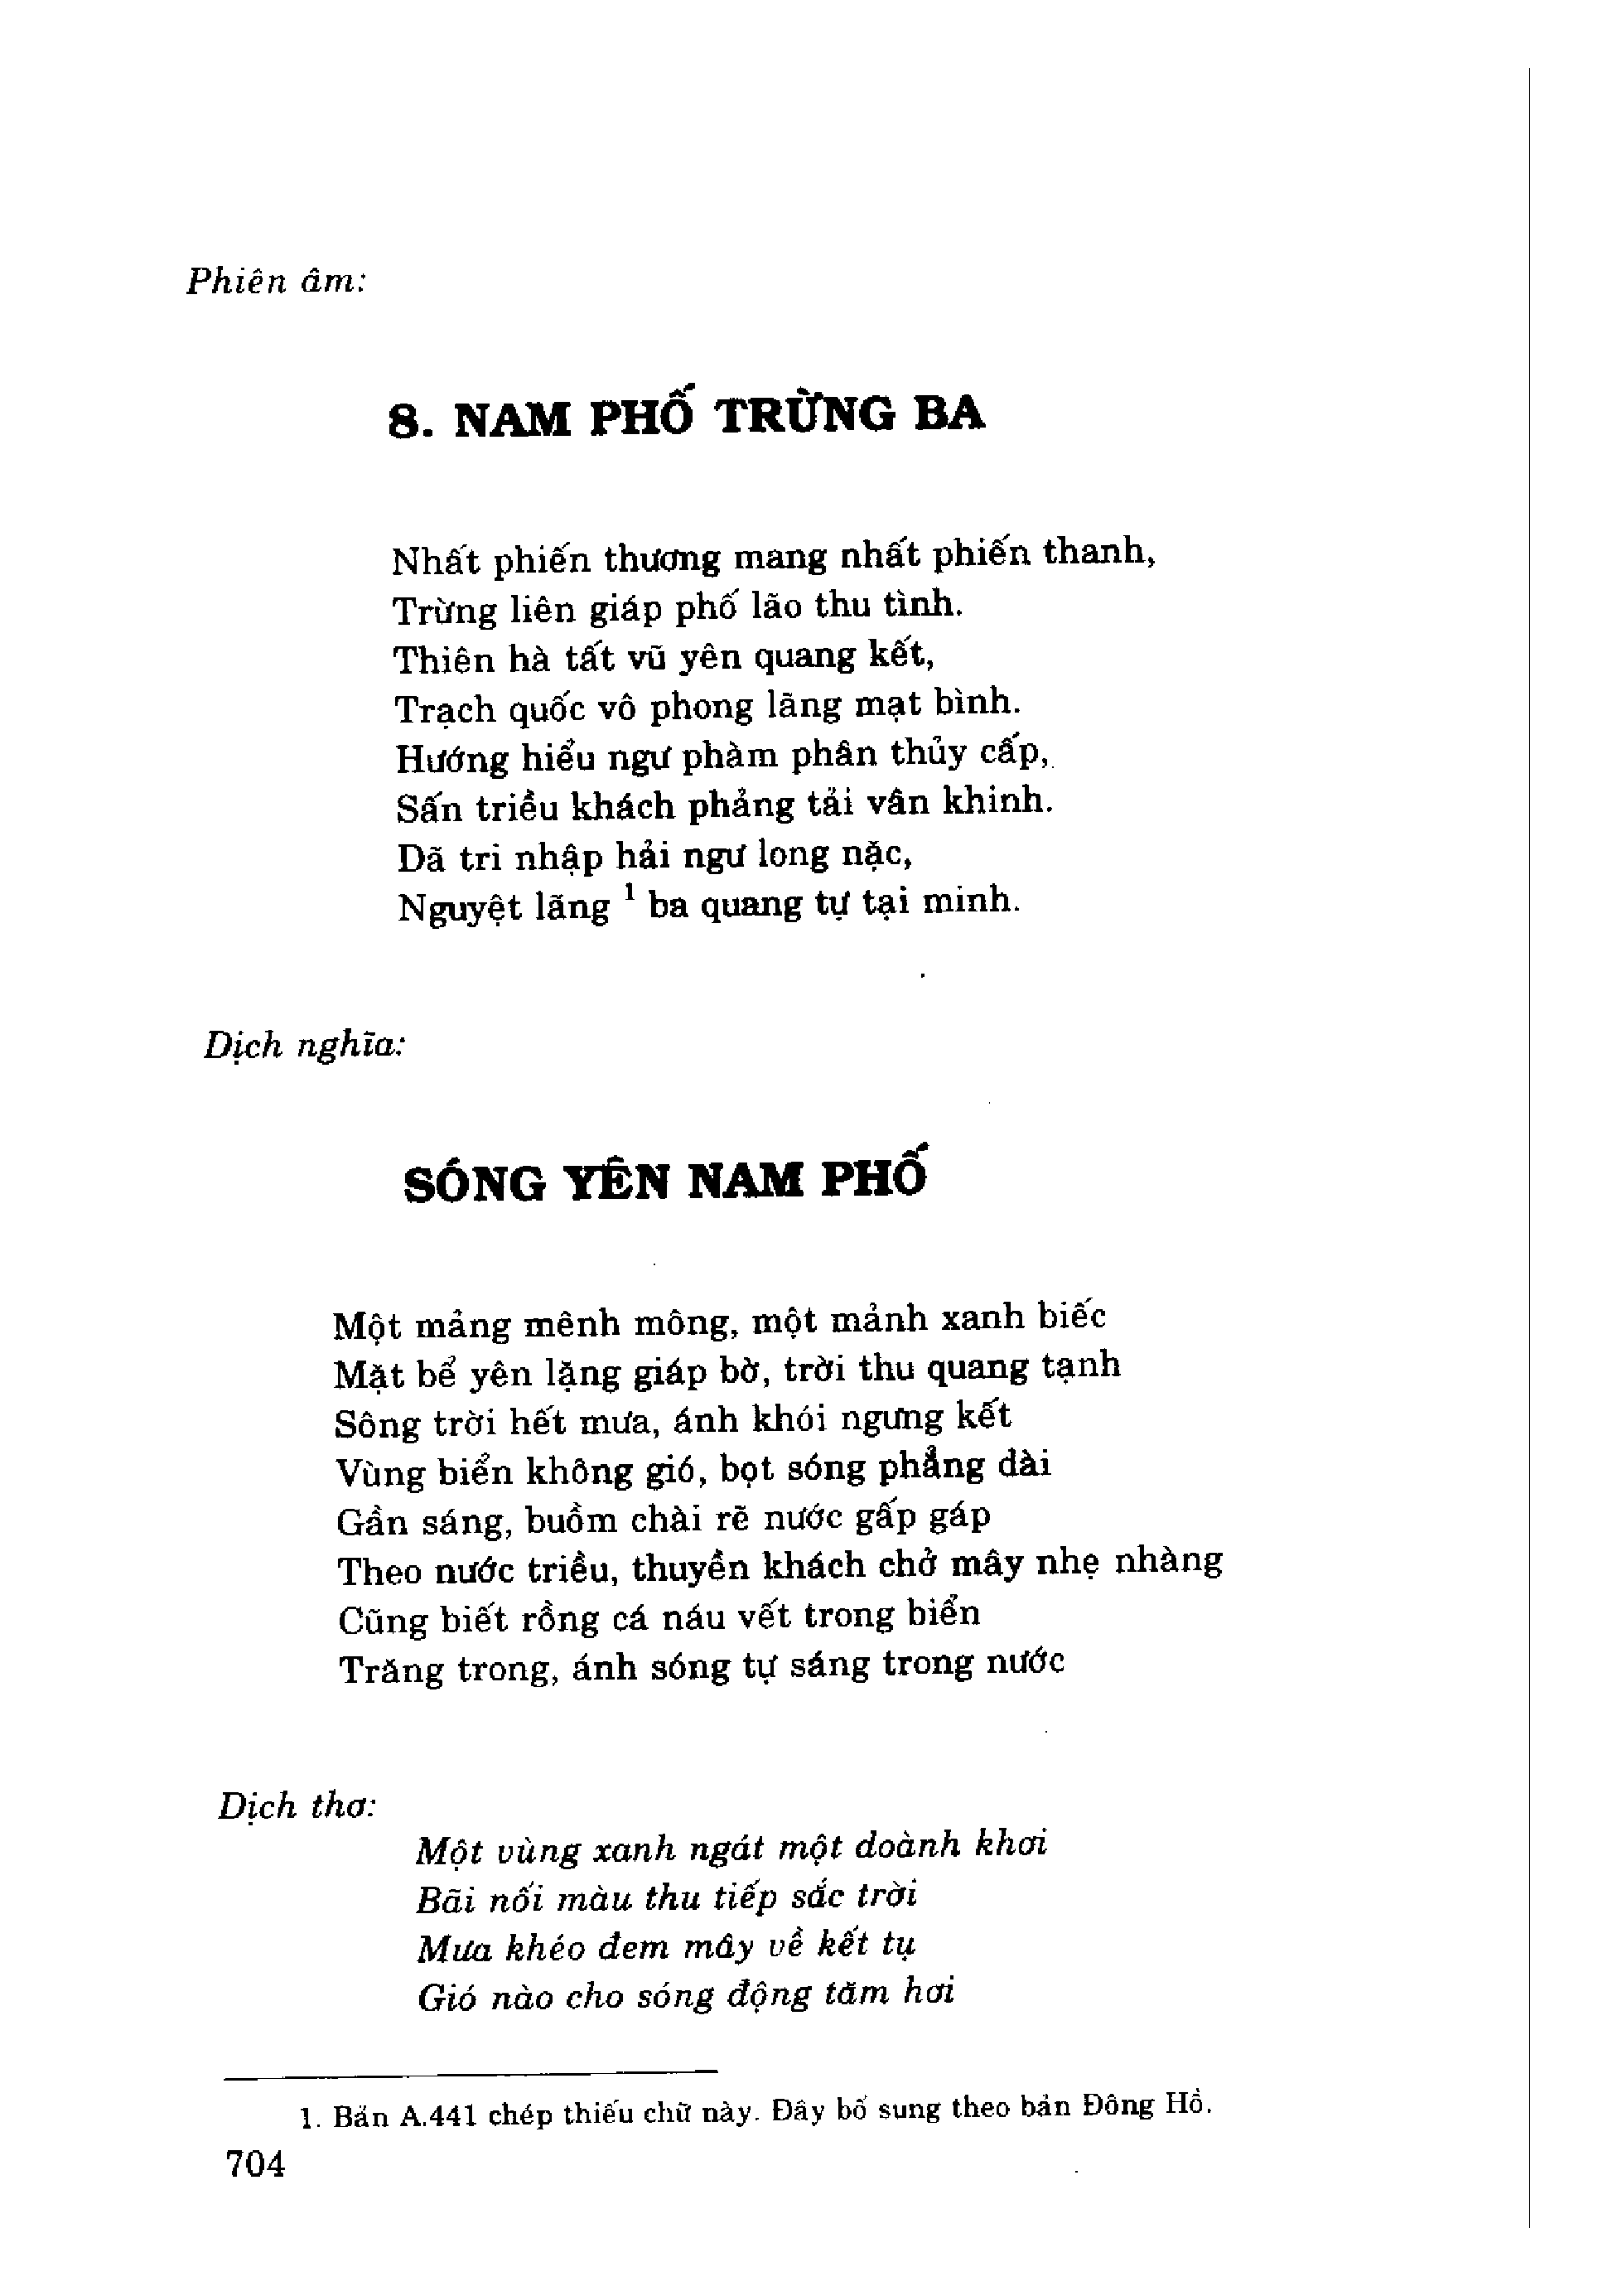 Phiên âm:
8. NAM PHỐ TRỪNG BA
Nhất phiến thương mang nhất phiến thanh,
Trừng liên giáp phố lão thu tình.
Thiên hà tất vũ yên quang kết,
Trạch quốc vô phong lãng mạt bình.
Hướng hiểu ngư phàm phân thủy cấp,
Sấn triều khách phảng tải vân khinh.
Dã tri nhập hải ngư long nặc,
Nguyệt lãng ¹ ba quang tự tại minh.
Dịch nghĩa:
SÓNG YÊN NAM PHỐ
Một mảng mênh mông, một mảnh xanh biếc
Mặt bể yên lặng giáp bờ, trời thu quang tạnh
Sông trời hết mưa, ánh khói ngưng kết
Vùng biển không gió, bọt sóng phẳng dài
Gần sáng, buồm chài rẽ nước gấp gáp
Theo nước triều, thuyền khách chở mây nhẹ nhàng
Cũng biết rồng cá náu vết trong biển
Trăng trong, ánh sóng tự sáng trong nước
Dịch thơ:
Một vùng xanh ngát một doành khơi
Bãi nối màu thu tiếp sắc trời
Mưa khéo đem mây về kết tụ
Gió nào cho sóng động tăm hơi
1. Bản A.441 chép thiếu chữ này. Đây bổ sung theo bản Đông Hồ.
704